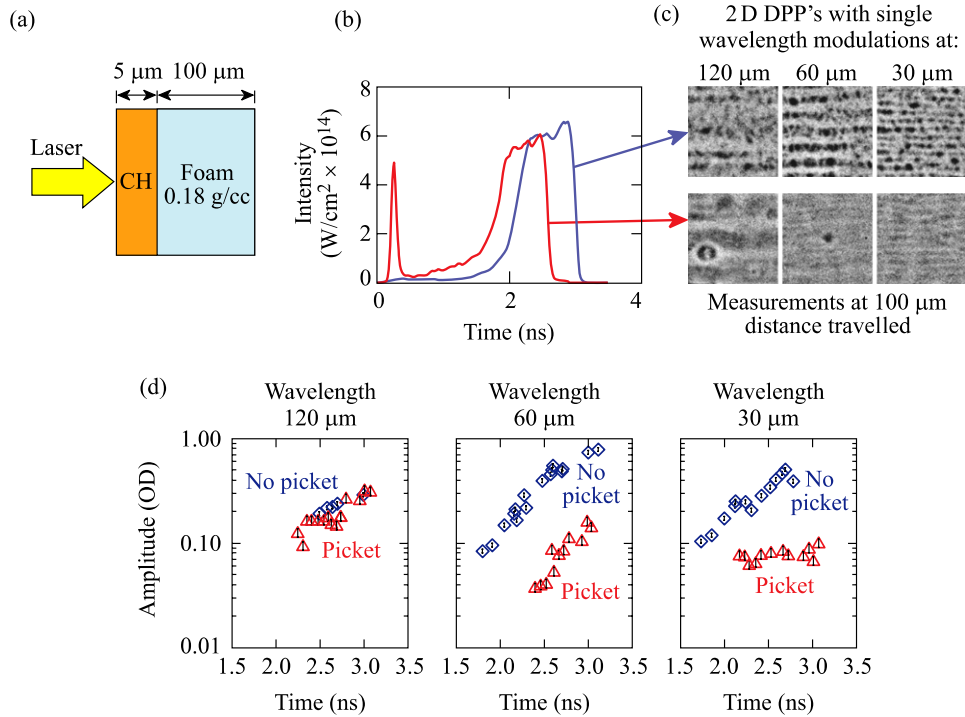 (a)
5 μm 100 μm
Laser
CH
Foam
0.18 g/cc
(b)
Intensity
(W/cm² × 10¹⁴)
8
6
4
2
0
0 2 4
Time (ns)
(c)
2 D DPP's with single
wavelength modulations at:
120 μm 60 μm 30 μm
Measurements at 100 μm
distance travelled
(d)
Wavelength
120 μm
Wavelength
60 μm
Wavelength
30 μm
Amplitude (OD)
1.00
0.10
0.01
No picket
Picket
No
picket
Picket
No
picket
Picket
1.5 2.0 2.5 3.0 3.5
1.5 2.0 2.5 3.0 3.5
1.5 2.0 2.5 3.0 3.5
Time (ns)
Time (ns)
Time (ns)